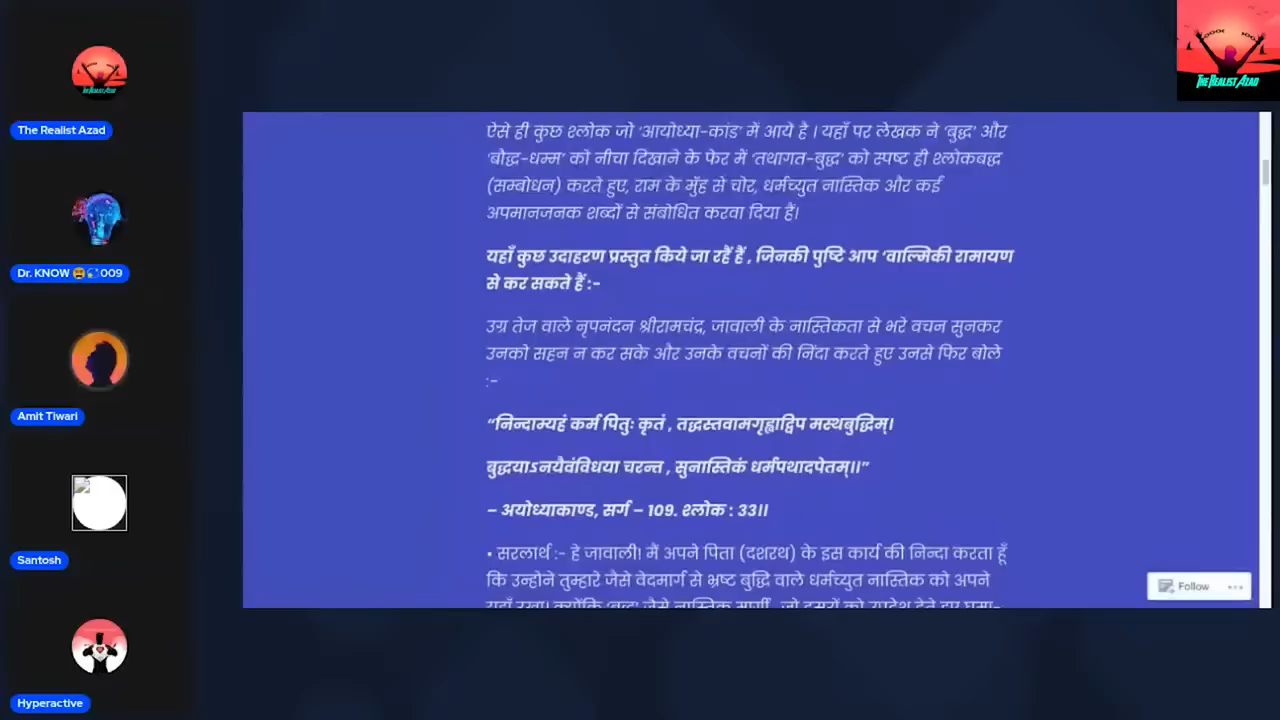 The Realist Azad
Dr. KNOW 😫💫009
Amit Tiwari
Santosh
Hyperactive
THE REALIST AZAD
ऐसे ही कुछ श्लोक जो ‘आयोध्या-कांड’ में आये है । यहाँ पर लेखक ने ‘बुद्ध’ और
‘बौद्ध-धम्म’ को नीचा दिखाने के फेर में ‘तथागत-बुद्ध’ को स्पष्ट ही श्लोकबद्ध
(सम्बोधन) करते हुए, राम के मुँह से चोर, धर्मच्युत नास्तिक और कई
अपमानजनक शब्दों से संबोधित करवा दिया हैं।
यहाँ कुछ उदाहरण प्रस्तुत किये जा रहैं हैं , जिनकी पुष्टि आप ‘वाल्मिकी रामायण
से कर सकते हैं :-
उग्र तेज वाले नृपनंदन श्रीरामचंद्र, जावाली के नास्तिकता से भरे वचन सुनकर
उनको सहन न कर सके और उनके वचनों की निंदा करते हुए उनसे फिर बोले
:-
“निन्दाम्यहं कर्म पितुः कृतं , तद्धस्तवामगृह्वाद्विप मस्थबुद्धिम्।
बुद्धयाऽनयैवंविधया चरन्त , सुनास्तिकं धर्मपथादपेतम्।।”
– अयोध्याकाण्ड, सर्ग – 109. श्लोक : 33।।
• सरलार्थ :- हे जावाली! मैं अपने पिता (दशरथ) के इस कार्य की निन्दा करता हूँ
कि उन्होने तुम्हारे जैसे वेदमार्ग से भ्रष्ट बुद्धि वाले धर्मच्युत नास्तिक को अपने
Follow